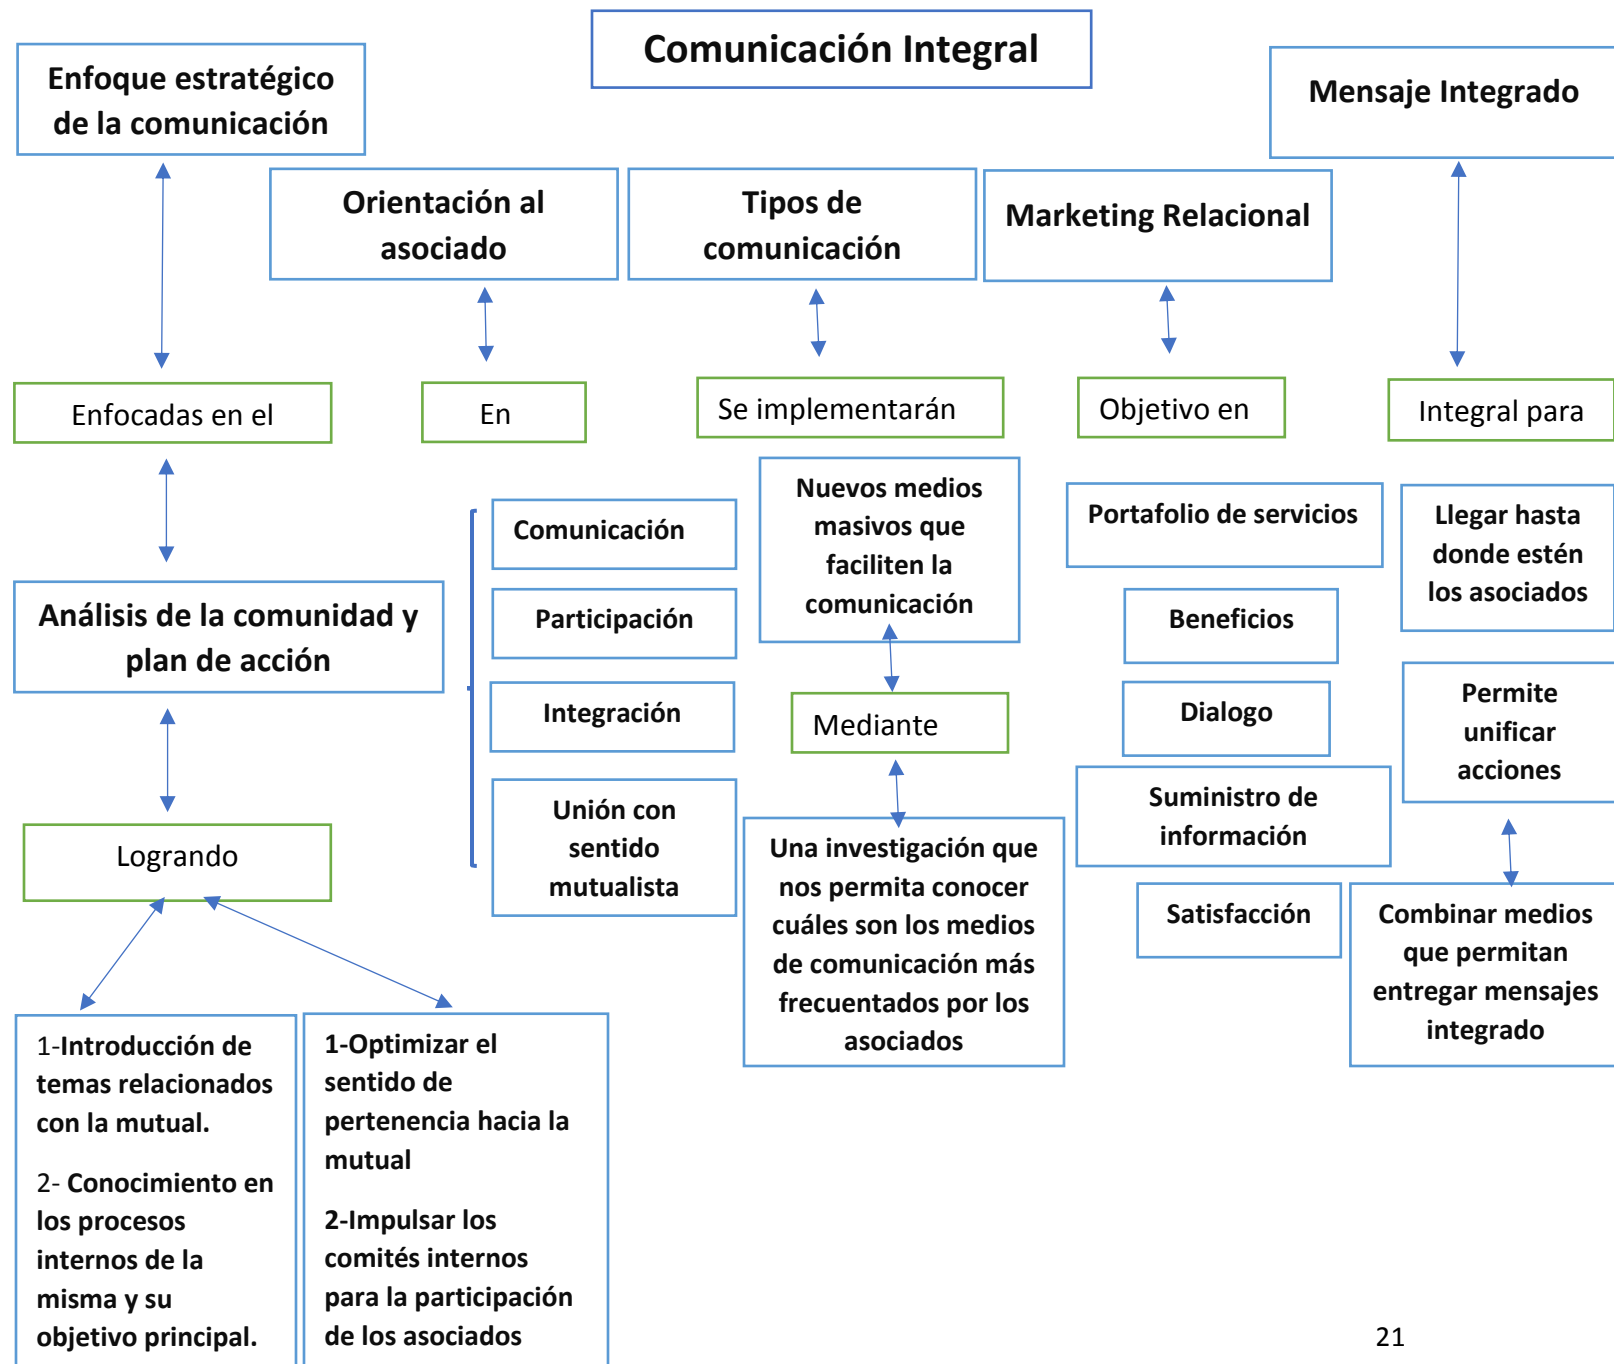 Comunicación Integral
Enfoque estratégico
de la comunicación
Mensaje Integrado
Orientación al
asociado
Tipos de
comunicación
Marketing Relacional
Enfocadas en el
En
Se implementarán
Objetivo en
Integral para
Análisis de la comunidad y
plan de acción
Comunicación
Participación
Integración
Unión con
sentido
mutualista
Nuevos medios
masivos que
faciliten la
comunicación
Mediante
Una investigación que
nos permita conocer
cuáles son los medios
de comunicación más
frecuentados por los
asociados
Portafolio de servicios
Beneficios
Dialogo
Suministro de
información
Satisfacción
Llegar hasta
donde estén
los asociados
Permite
unificar
acciones
Combinar medios
que permitan
entregar mensajes
integrado
Logrando
1-Introducción de
temas relacionados
con la mutual.
2- Conocimiento en
los procesos
internos de la
misma y su
objetivo principal.
1-Optimizar el
sentido de
pertenencia hacia la
mutual
2-Impulsar los
comités internos
para la participación
de los asociados
21